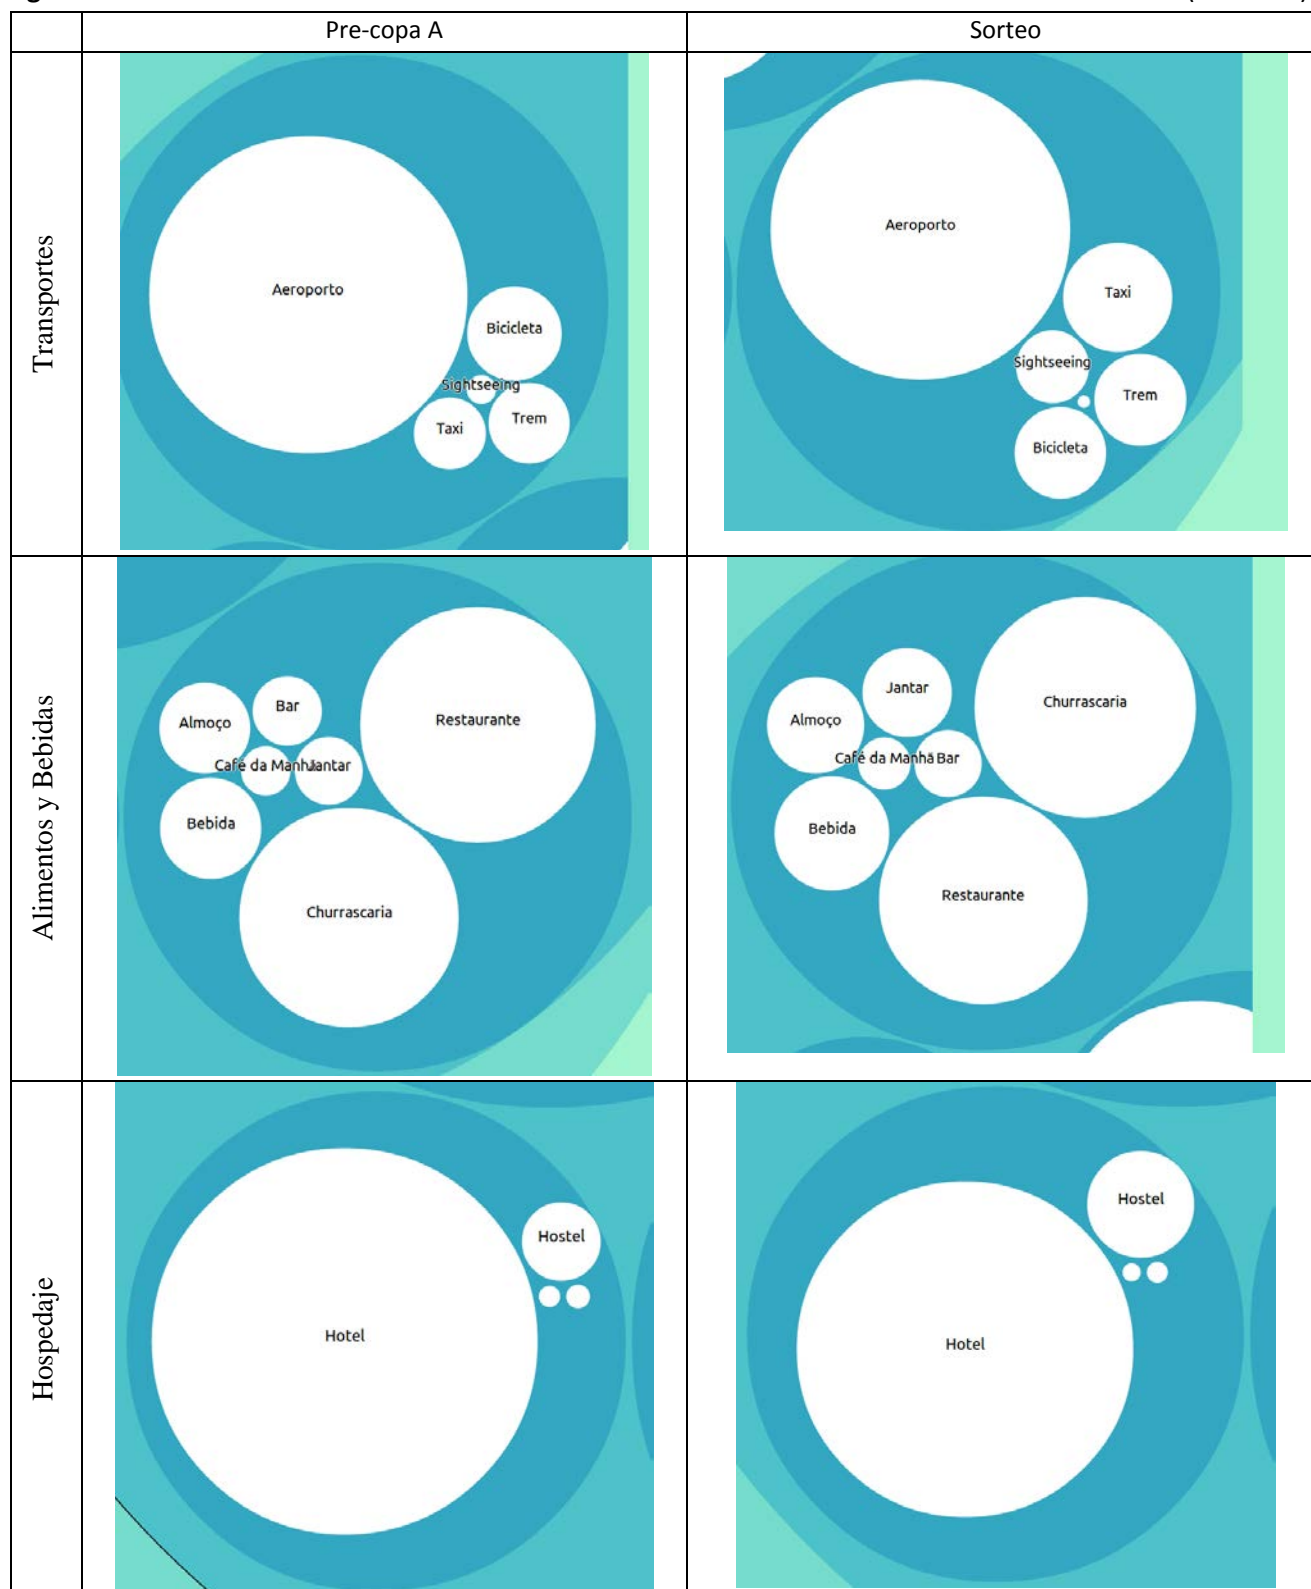 Pre-copa A
Sorteo
Transportes
Aeroporto
Bicicleta
Sightseeing
Taxi
Trem
Aeroporto
Taxi
Sightseeing
Trem
Bicicleta
Alimentos y Bebidas
Almoço
Bar
Restaurante
Café da Manhã
Jantar
Bebida
Churrascaria
Jantar
Churrascaria
Almoço
Café da Manhã
Bar
Bebida
Restaurante
Hospedaje
Hostel
Hotel
Hostel
Hotel